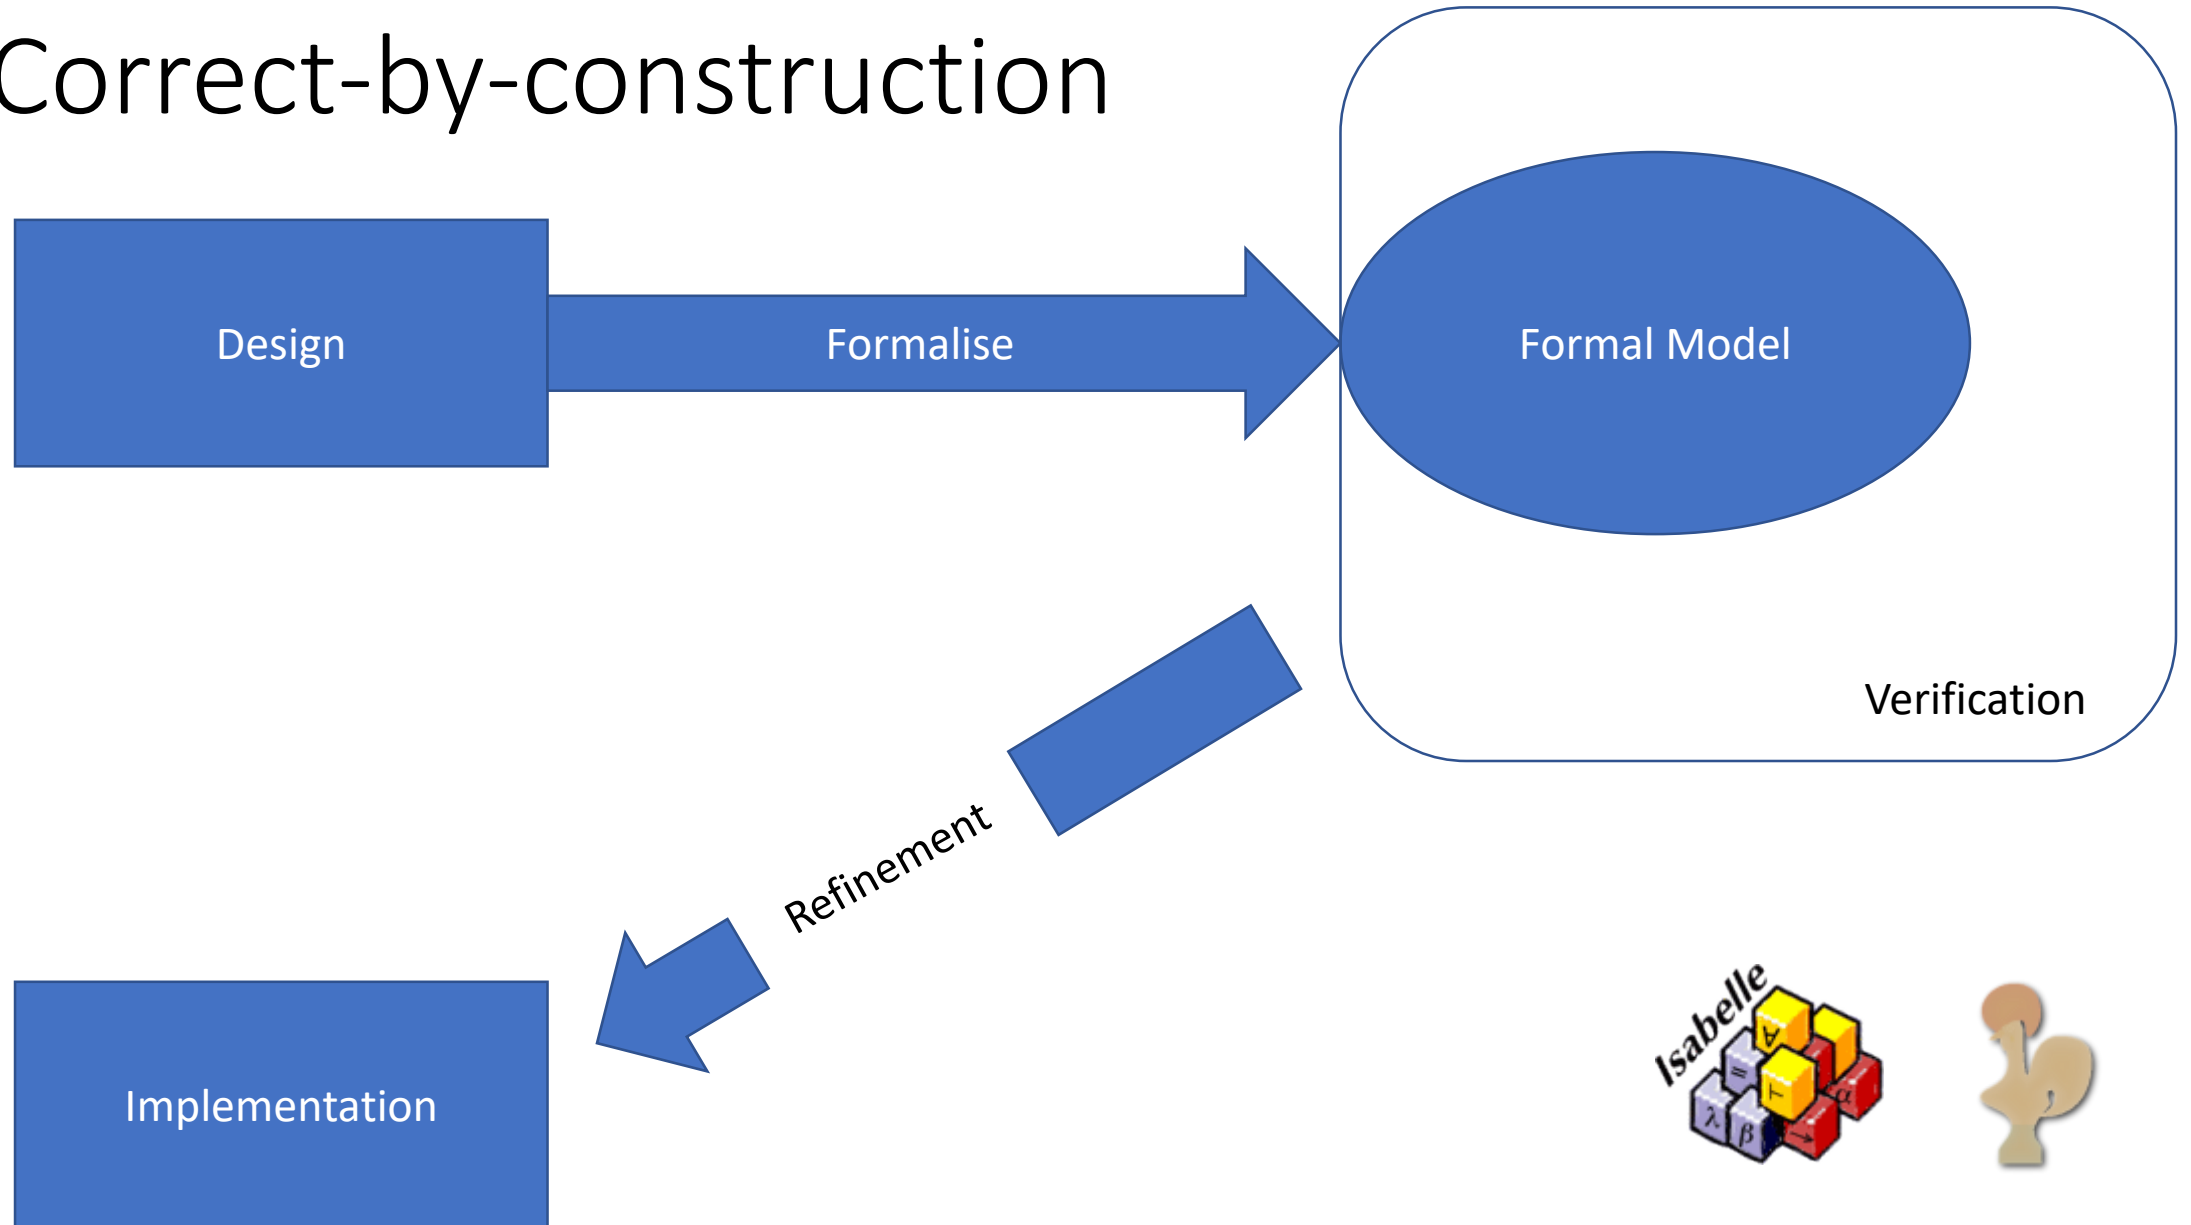 Correct-by-construction
Design
Formalise
Formal Model
Verification
Refinement
Implementation
Isabelle
∀
=
⊢
α
λ
β
→